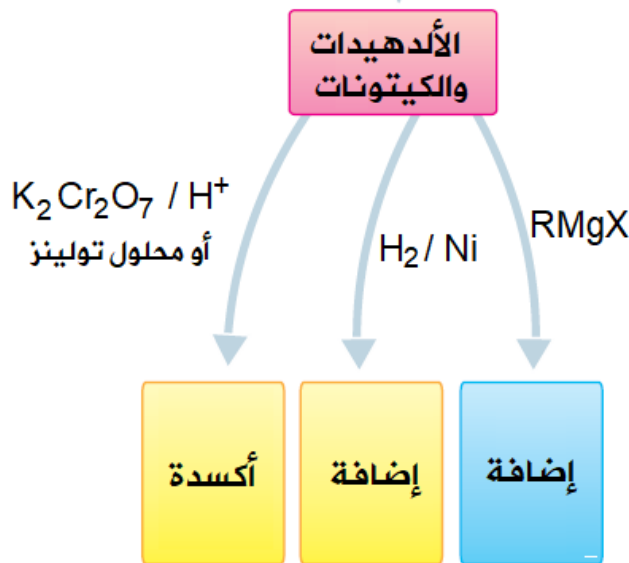 الألدهيدات
والكيتونات
RMgX
H₂ / Ni
K₂Cr₂O₇ / H⁺
أو محلول تولينز
إضافة
إضافة
أكسدة